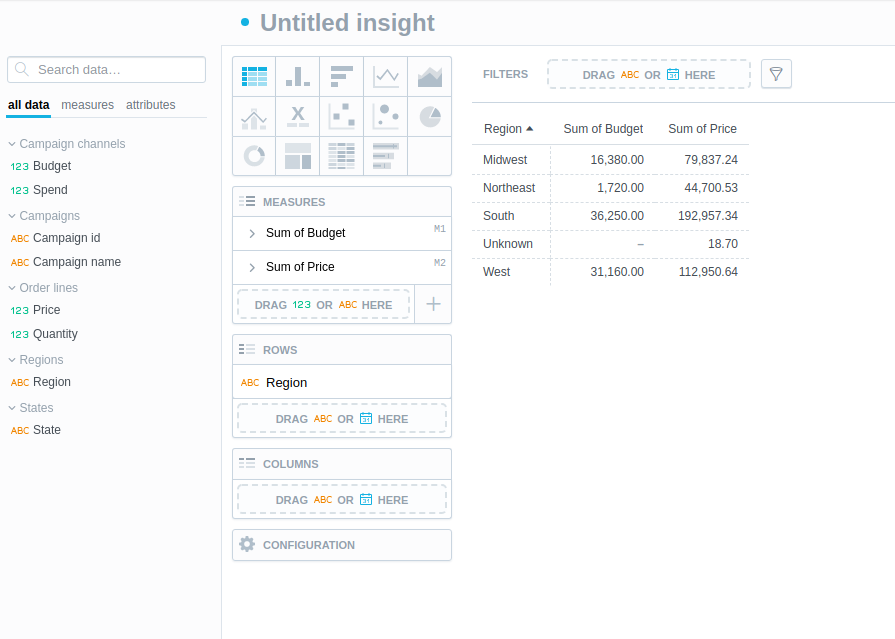 Untitled insight
Search data…
all data measures attributes
Campaign channels
123 Budget
123 Spend
Campaigns
ABC Campaign id
ABC Campaign name
Order lines
123 Price
123 Quantity
Regions
ABC Region
States
ABC State
X
MEASURES
Sum of Budget M1
Sum of Price M2
DRAG 123 OR ABC HERE
ROWS
ABC Region
DRAG ABC OR 31 HERE
COLUMNS
DRAG ABC OR 31 HERE
CONFIGURATION
FILTERS DRAG ABC OR 31 HERE
Region Sum of Budget Sum of Price
Midwest 16,380.00 79,837.24
Northeast 1,720.00 44,700.53
South 36,250.00 192,957.34
Unknown – 18.70
West 31,160.00 112,950.64